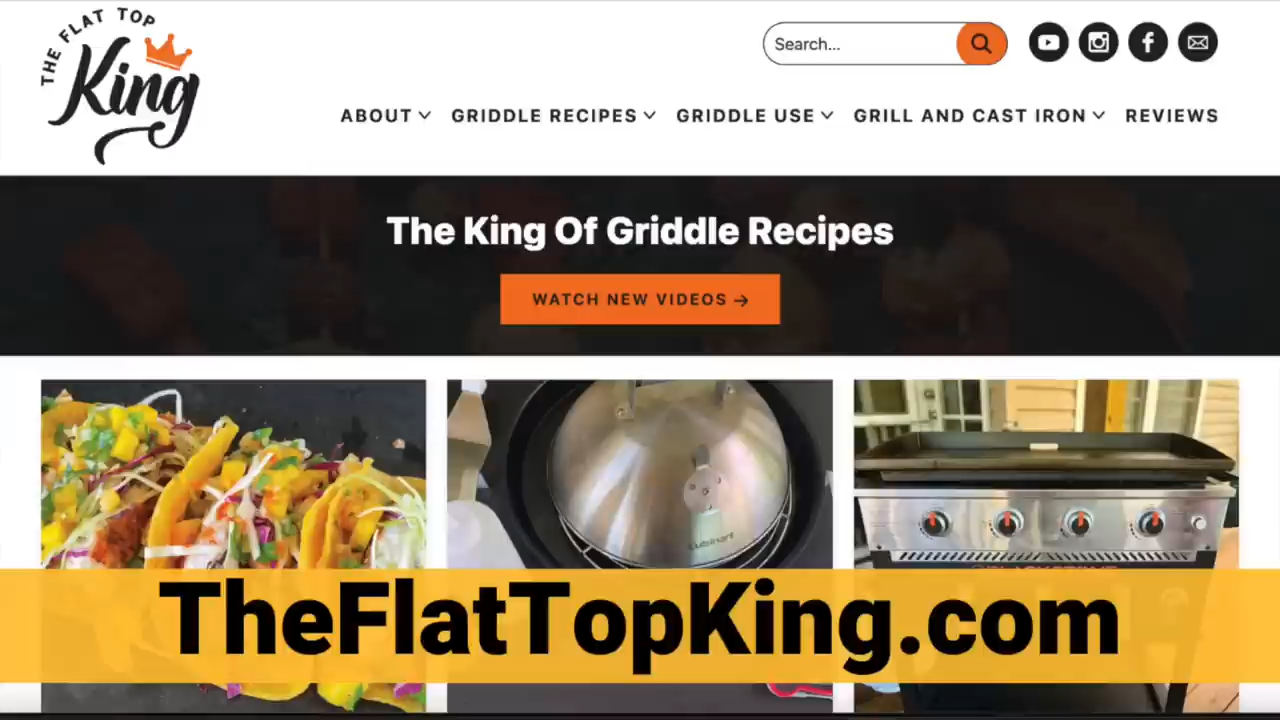 THE FLAT TOP
King
Search...
ABOUT
GRIDDLE RECIPES
GRIDDLE USE
GRILL AND CAST IRON
REVIEWS
The King Of Griddle Recipes
WATCH NEW VIDEOS →
Cuisinart
TheFlatTopKing.com